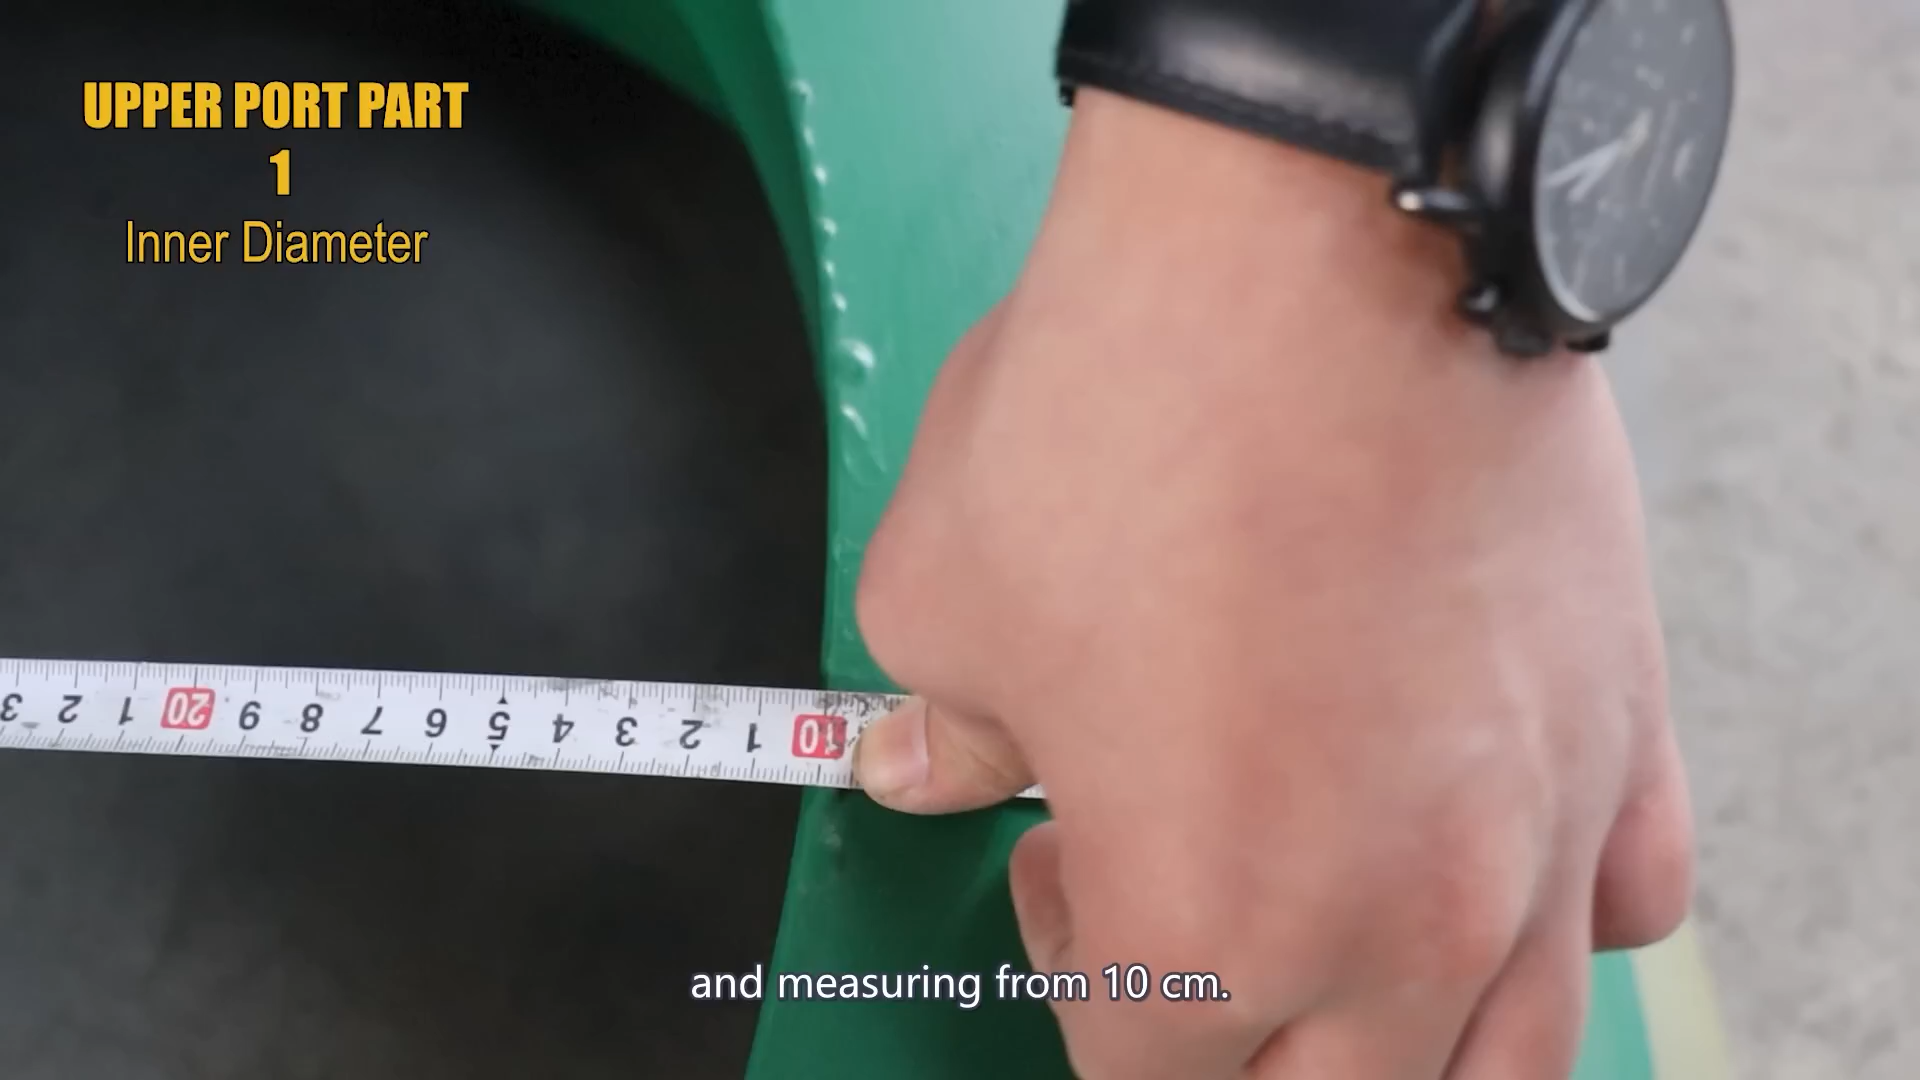 UPPER PORT PART
1
Inner Diameter
3 2 1 20 9 8 7 6 5 4 3 2 1 10
and measuring from 10 cm.